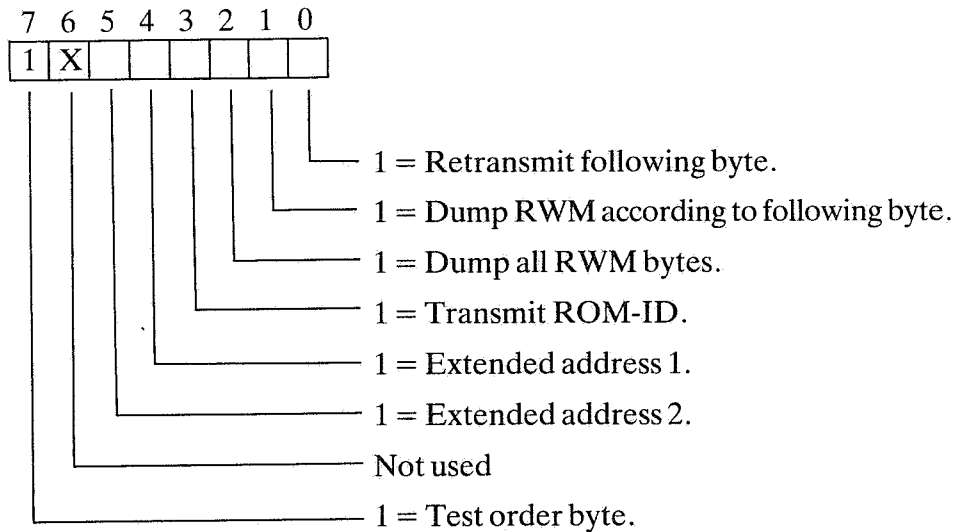 7 6 5 4 3 2 1 0
1 X
1 = Retransmit following byte.
1 = Dump RWM according to following byte.
1 = Dump all RWM bytes.
1 = Transmit ROM-ID.
1 = Extended address 1.
1 = Extended address 2.
Not used
1 = Test order byte.